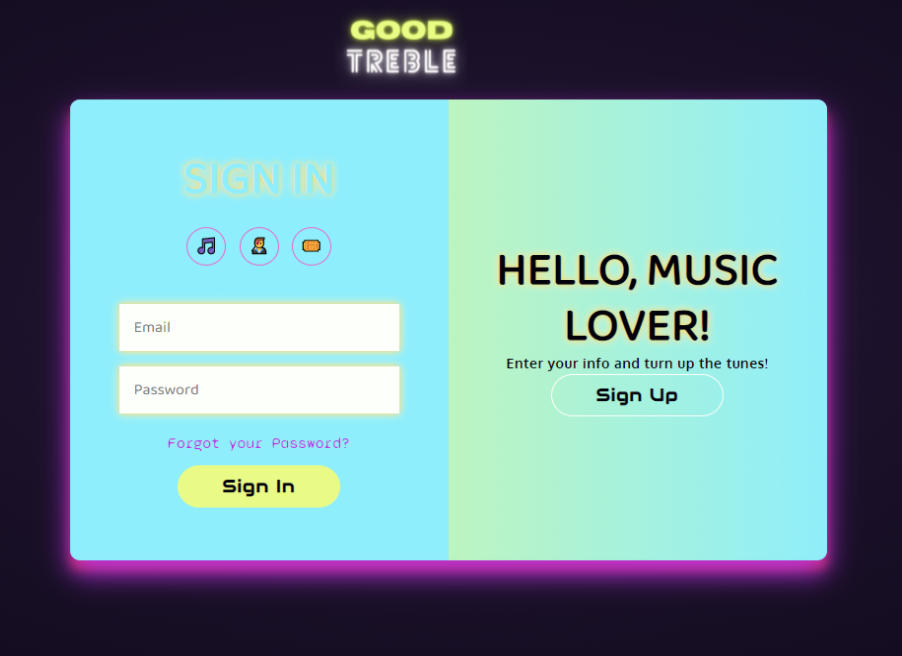 GOOD
TREBLE
SIGN IN
Email
Password
Forgot your Password?
Sign In
HELLO, MUSIC
LOVER!
Enter your info and turn up the tunes!
Sign Up